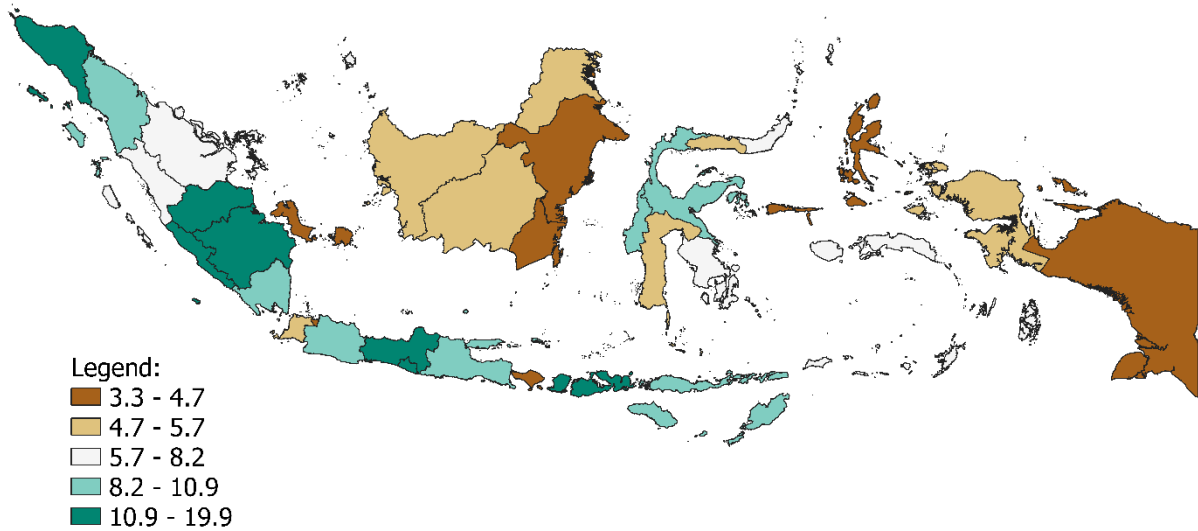 Legend:
3.3 - 4.7
4.7 - 5.7
5.7 - 8.2
8.2 - 10.9
10.9 - 19.9